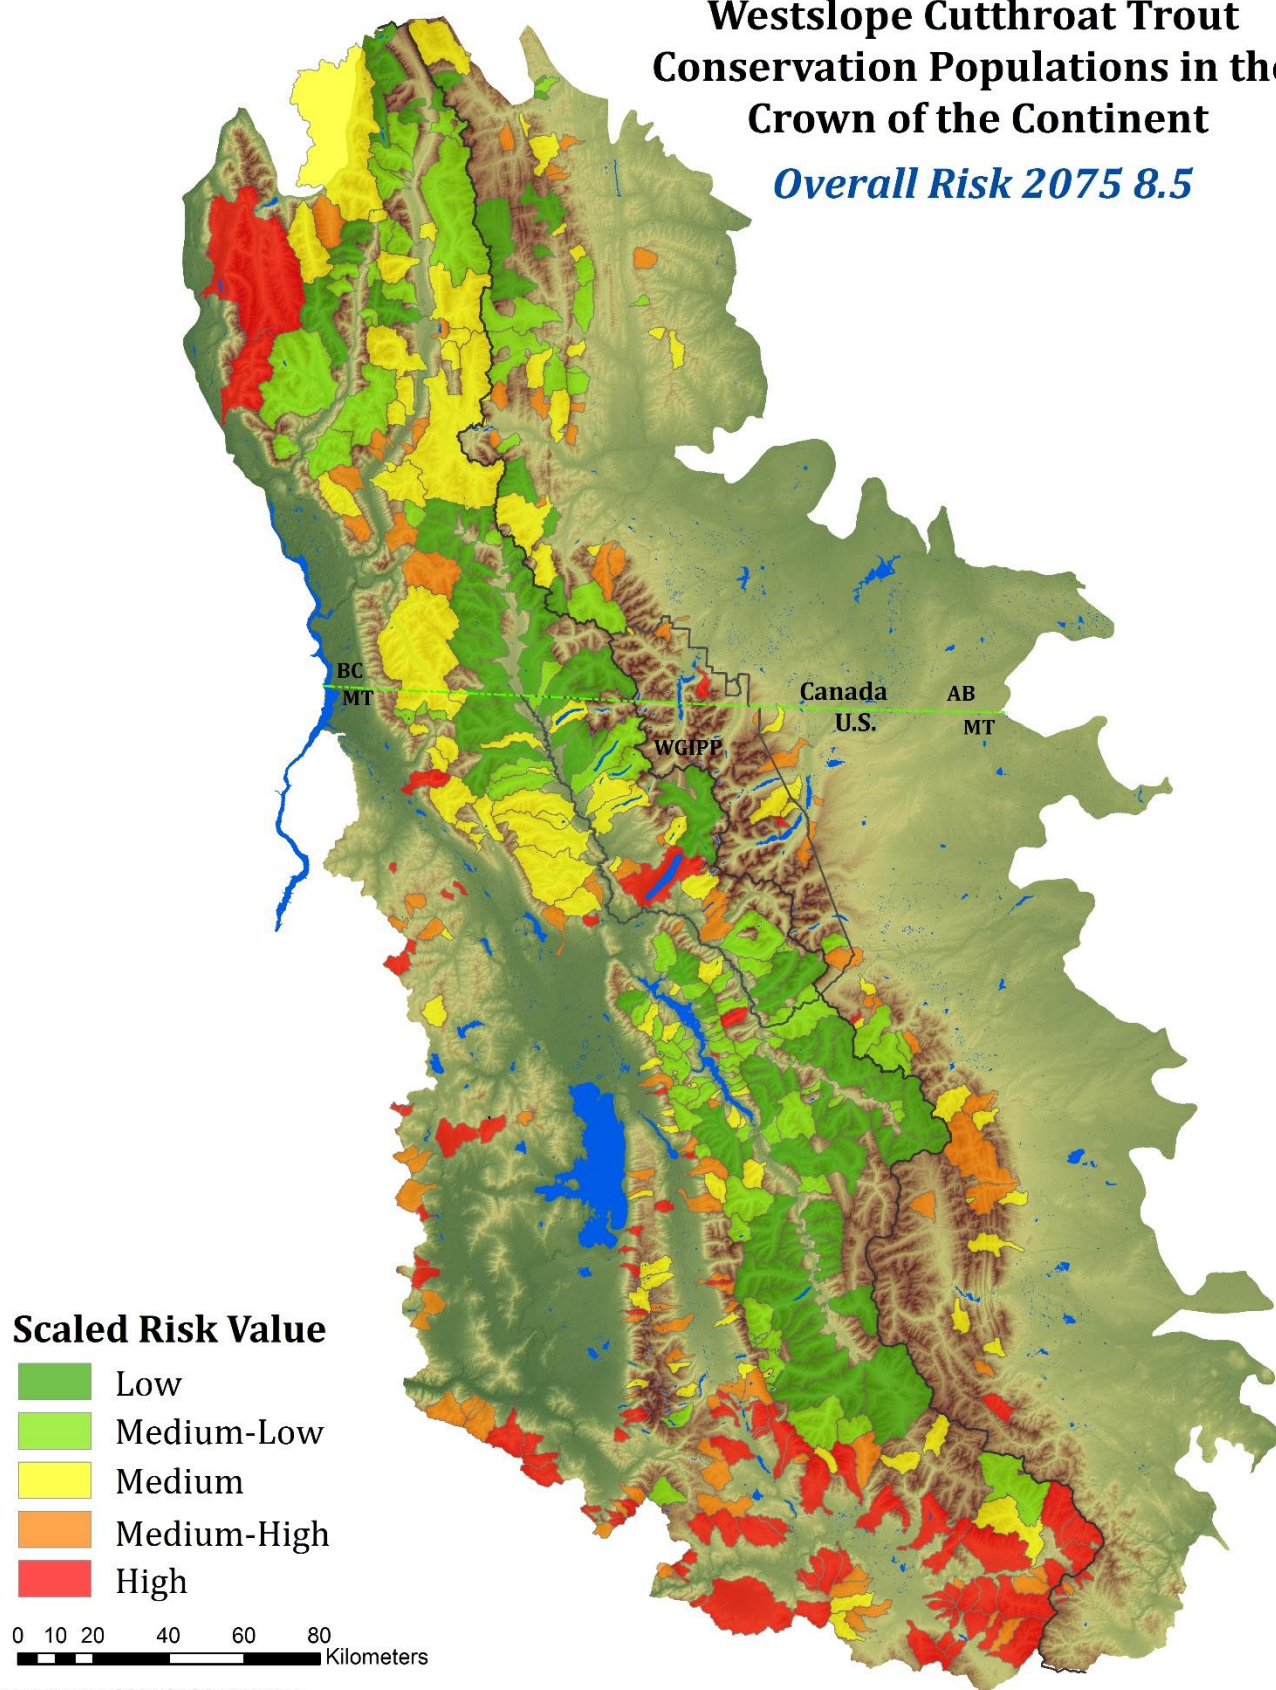 Westslope Cutthroat Trout
Conservation Populations in the
Crown of the Continent
Overall Risk 2075 8.5
BC
MT
Canada
AB
U.S.
MT
WGIPP
Scaled Risk Value
Low
Medium-Low
Medium
Medium-High
High
0 10 20 40 60 80
Kilometers